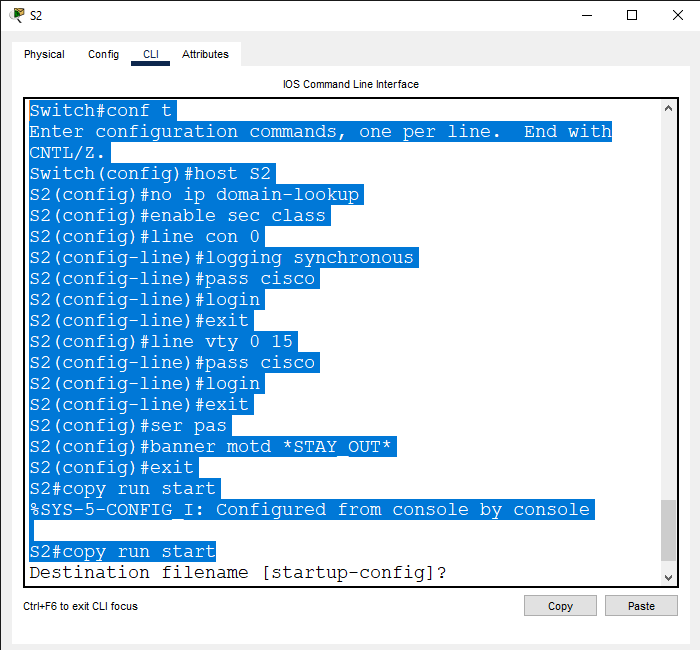 S2
Physical Config CLI Attributes
IOS Command Line Interface
Switch#conf t
Enter configuration commands, one per line.  End with
CNTL/Z.
Switch(config)#host S2
S2(config)#no ip domain-lookup
S2(config)#enable sec class
S2(config)#line con 0
S2(config-line)#logging synchronous
S2(config-line)#pass cisco
S2(config-line)#login
S2(config-line)#exit
S2(config)#line vty 0 15
S2(config-line)#pass cisco
S2(config-line)#login
S2(config-line)#exit
S2(config)#ser pas
S2(config)#banner motd *STAY_OUT*
S2(config)#exit
S2#copy run start
%SYS-5-CONFIG_I: Configured from console by console
S2#copy run start
Destination filename [startup-config]?
Ctrl+F6 to exit CLI focus
Copy Paste